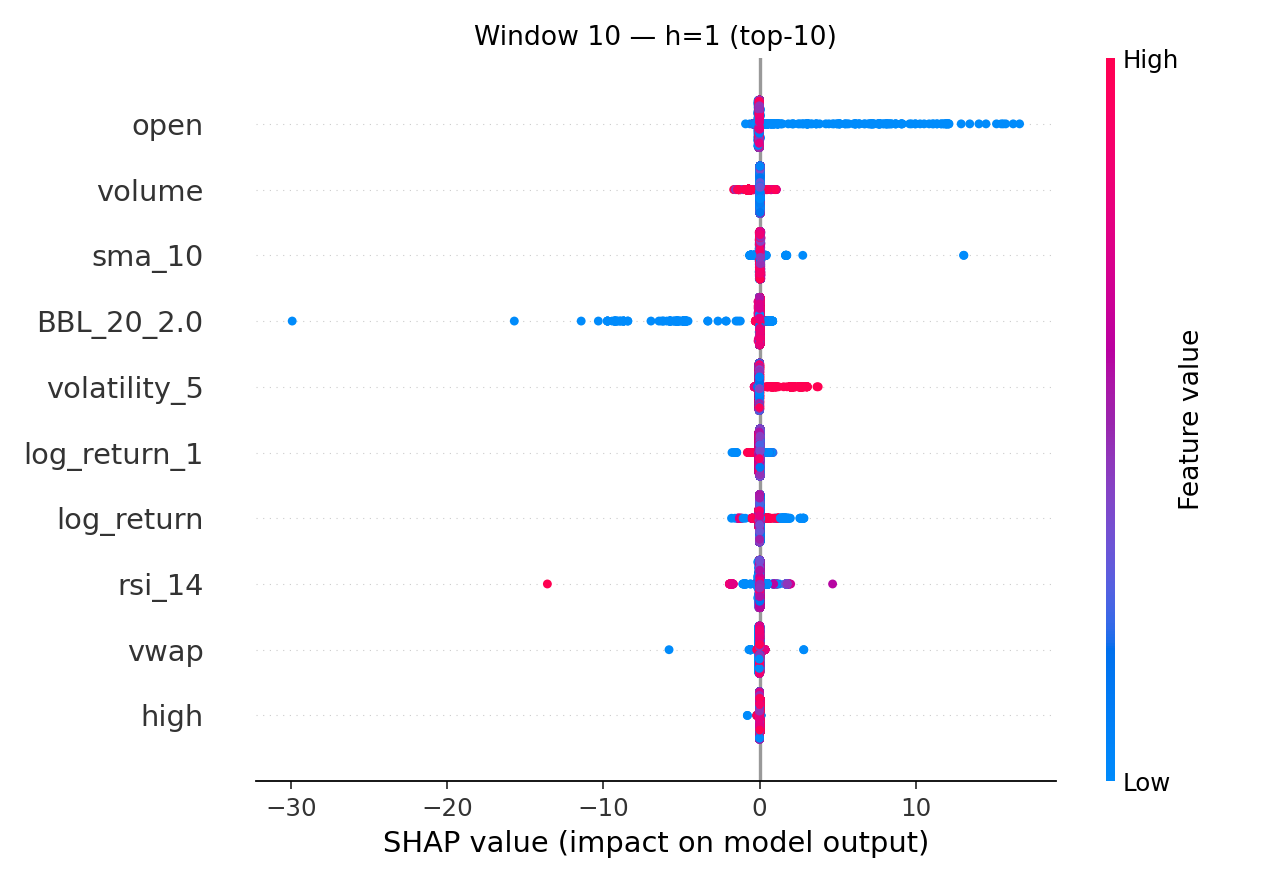 Window 10 — h=1 (top-10)
High
open
volume
sma_10
BBL_20_2.0
volatility_5
log_return_1
log_return
rsi_14
vwap
high
Feature value
Low
−30
−20
−10
0
10
SHAP value (impact on model output)